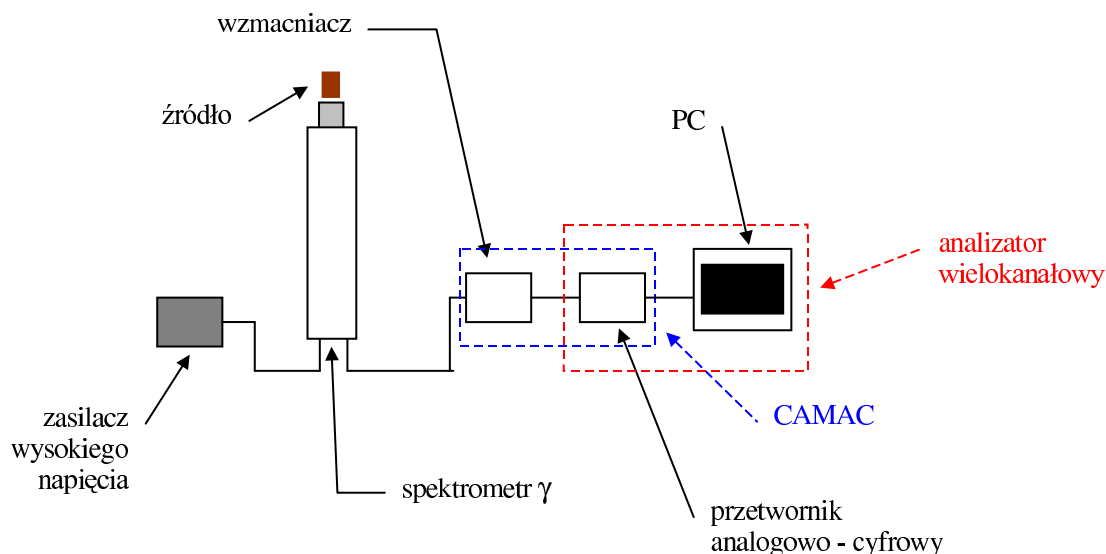 wzmacniacz
źródło
PC
analizator
wielokanałowy
CAMAC
zasilacz
wysokiego
napięcia
spektrometr γ
przetwornik
analogowo - cyfrowy